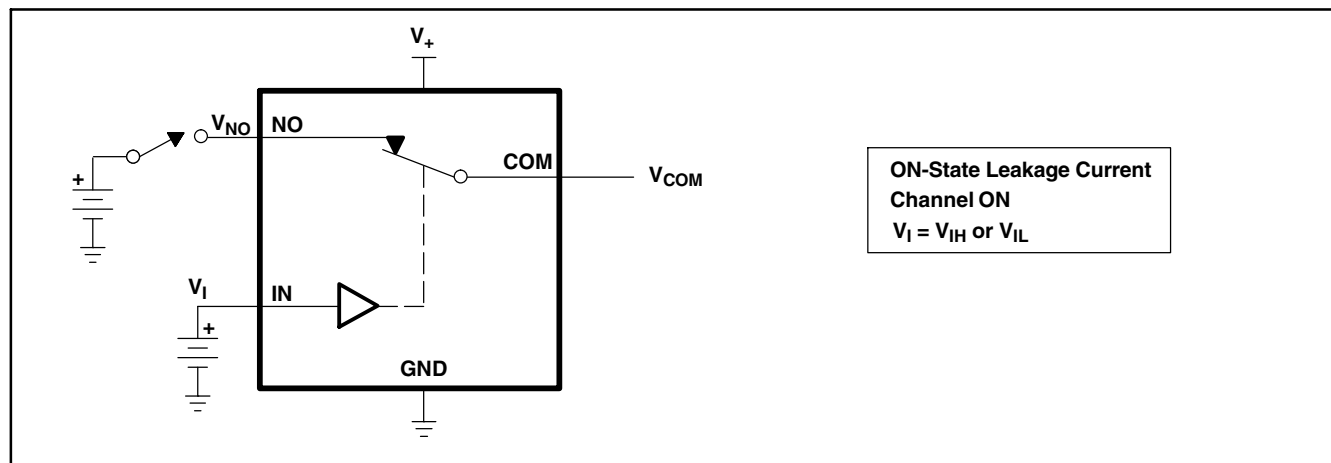 V+
VNO NO
+
COM
VCOM
VI IN
+
GND
ON-State Leakage Current
Channel ON
VI = VIH or VIL